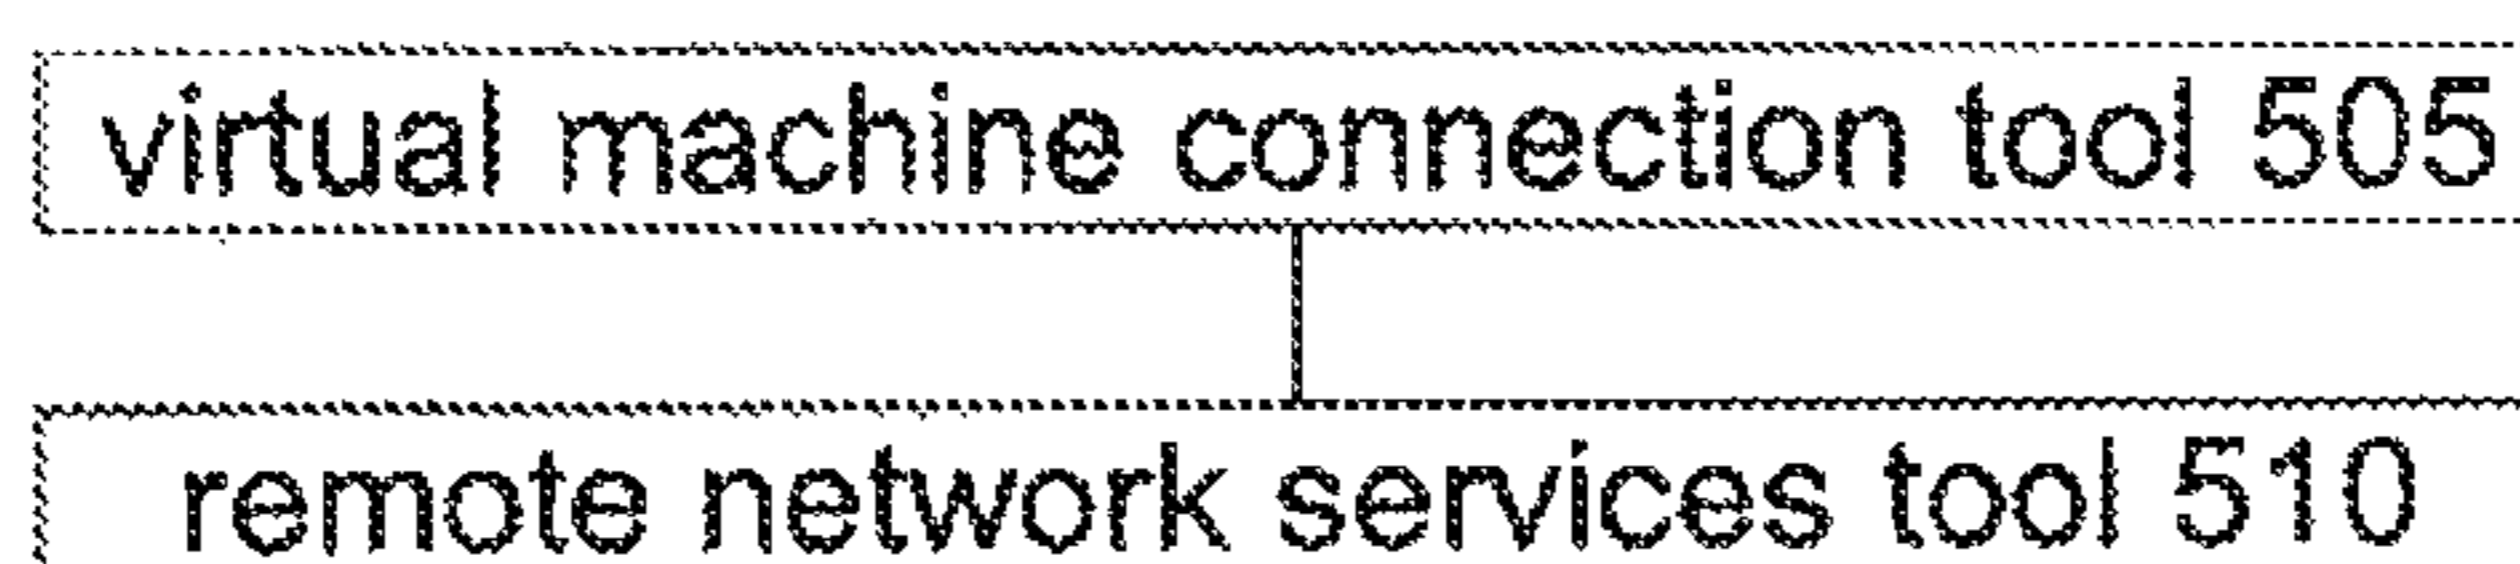 virtual machine connection tool 505
remote network services tool 510